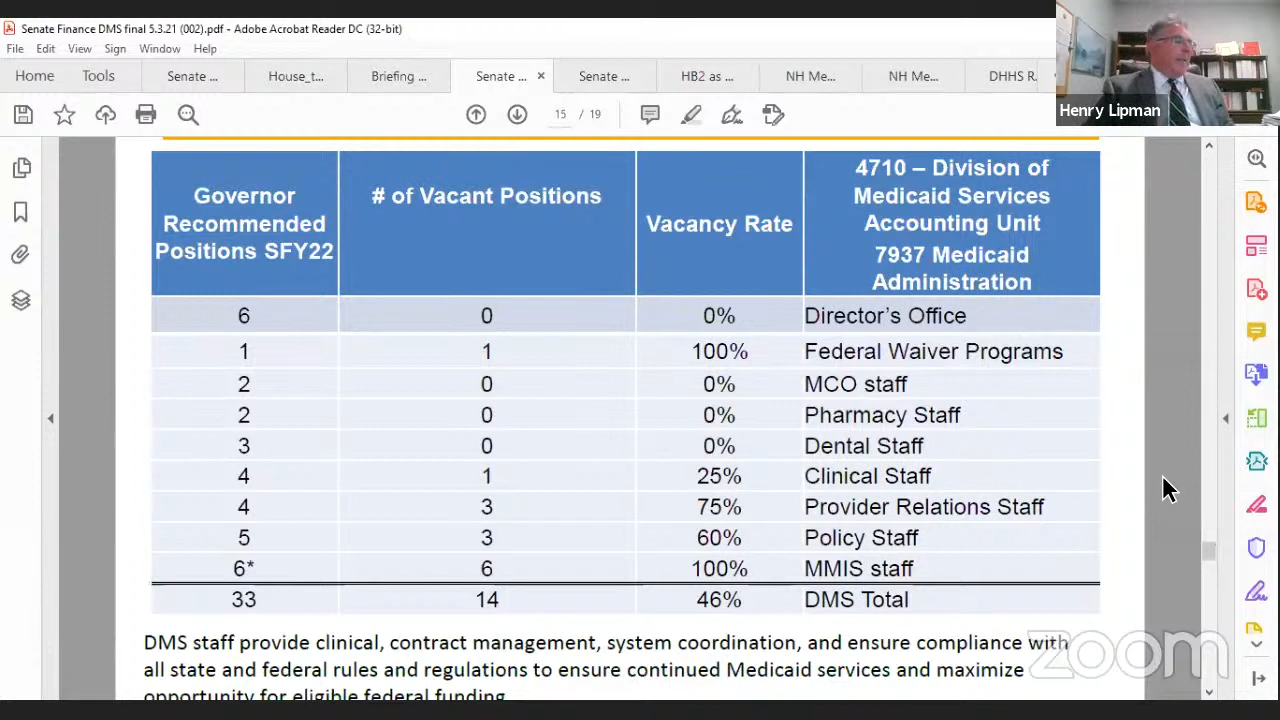 Senate Finance DMS final 5.3.21 (002).pdf - Adobe Acrobat Reader DC (32-bit)
File Edit View Sign Window Help
Home Tools Senate ... House_t... Briefing ... Senate ... × Senate ... HB2 as ... NH Me... NH Me... DHHS R.
Henry Lipman
15 / 19
Governor
Recommended
Positions SFY22
# of Vacant Positions
Vacancy Rate
4710 – Division of
Medicaid Services
Accounting Unit
7937 Medicaid
Administration
6 0 0% Director’s Office
1 1 100% Federal Waiver Programs
2 0 0% MCO staff
2 0 0% Pharmacy Staff
3 0 0% Dental Staff
4 1 25% Clinical Staff
4 3 75% Provider Relations Staff
5 3 60% Policy Staff
6* 6 100% MMIS staff
33 14 46% DMS Total
DMS staff provide clinical, contract management, system coordination, and ensure compliance with
all state and federal rules and regulations to ensure continued Medicaid services and maximize
opportunity for eligible federal funding.
zoom